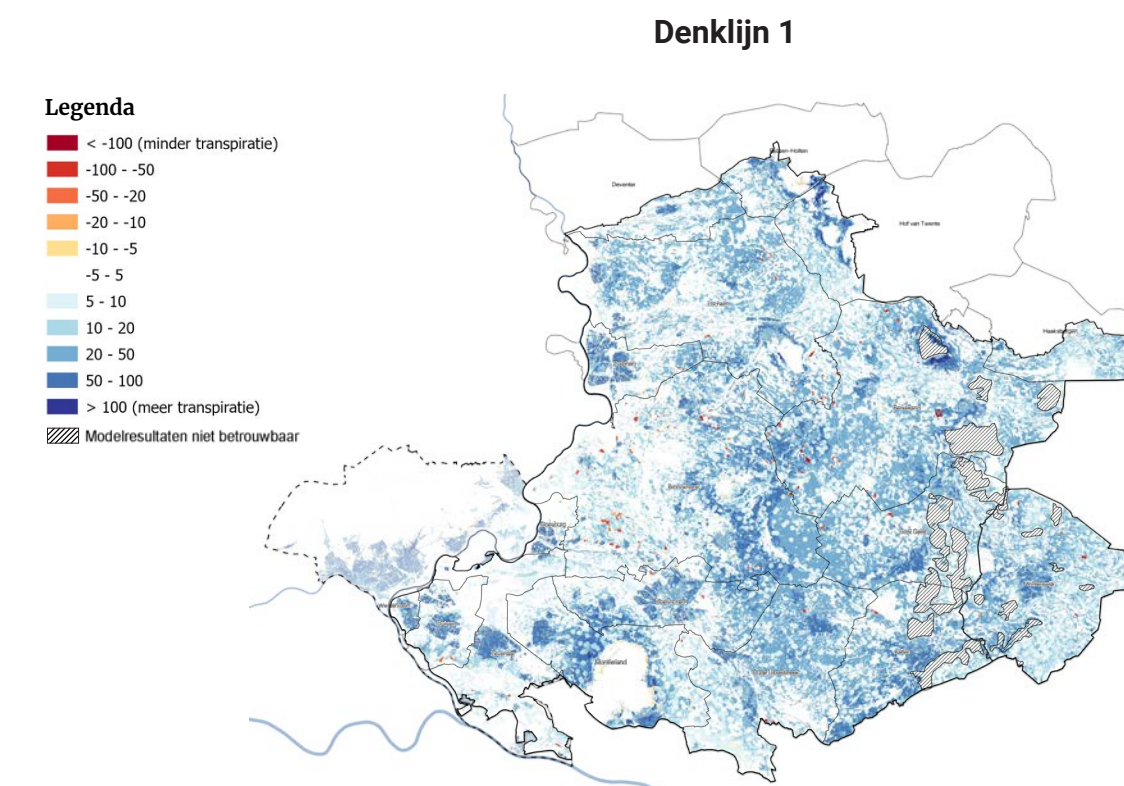 Denklijn 1
Legenda
< -100 (minder transpiratie)
-100 - -50
-50 - -20
-20 - -10
-10 - -5
-5 - 5
5 - 10
10 - 20
20 - 50
50 - 100
> 100 (meer transpiratie)
Modelresultaten niet betrouwbaar
Deventer
Hof van Twente
Haaksbergen
Montferland